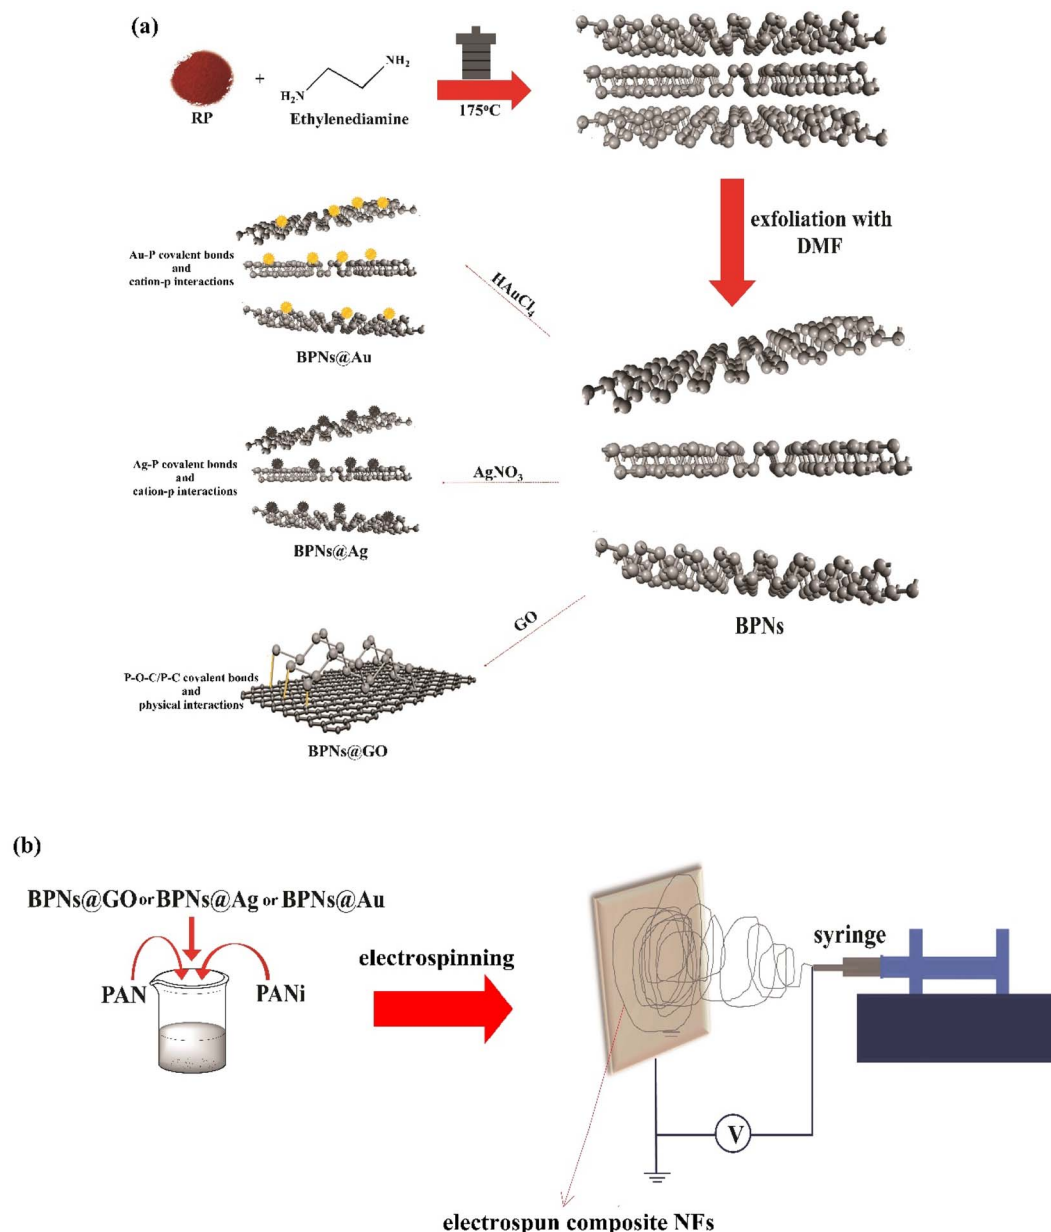 (a)
RP
+
H₂N
NH₂
Ethylenediamine
175°C
exfoliation with
DMF
Au-P covalent bonds
and
cation-p interactions
BPNs@Au
HAuCl₄
Ag-P covalent bonds
and
cation-p interactions
BPNs@Ag
AgNO₃
BPNs
GO
P-O-C/P-C covalent bonds
and
physical interactions
BPNs@GO
(b)
BPNs@GO or BPNs@Ag or BPNs@Au
PAN
PANi
electrospinning
syringe
V
electrospun composite NFs